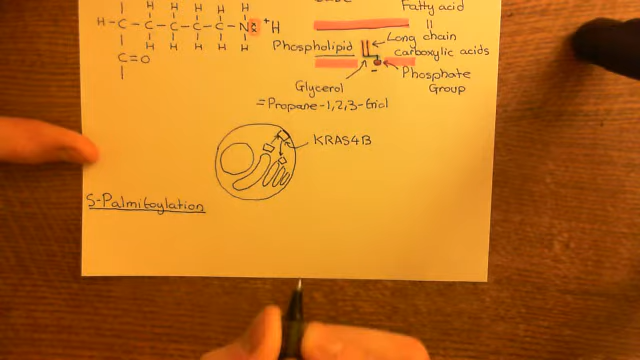 H H H H H
H-C-C-C-C-C-N: +H
H H H H H
C=O
Fatty acid
=
Long chain
carboxylic acids
Phospholipid
Phosphate
Group
-
Glycerol
= Propane-1,2,3-triol
KRAS4B
S-Palmitoylation